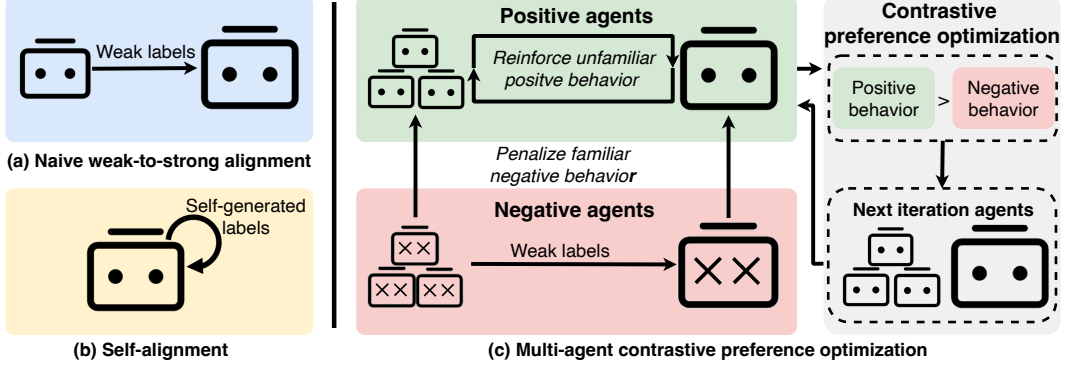 Weak labels
(a) Naive weak-to-strong alignment
Self-generated
labels
(b) Self-alignment
Positive agents
Reinforce unfamiliar
positve behavior
Penalize familiar
negative behavior
Negative agents
Weak labels
Contrastive
preference optimization
Positive
behavior
>
Negative
behavior
Next iteration agents
(c) Multi-agent contrastive preference optimization